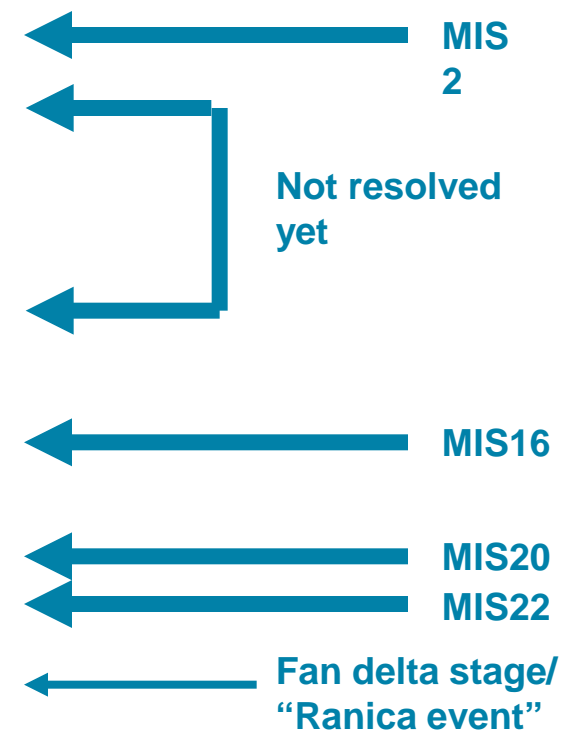 MIS
2
Not resolved
yet
MIS16
MIS20
MIS22
Fan delta stage/
“Ranica event”